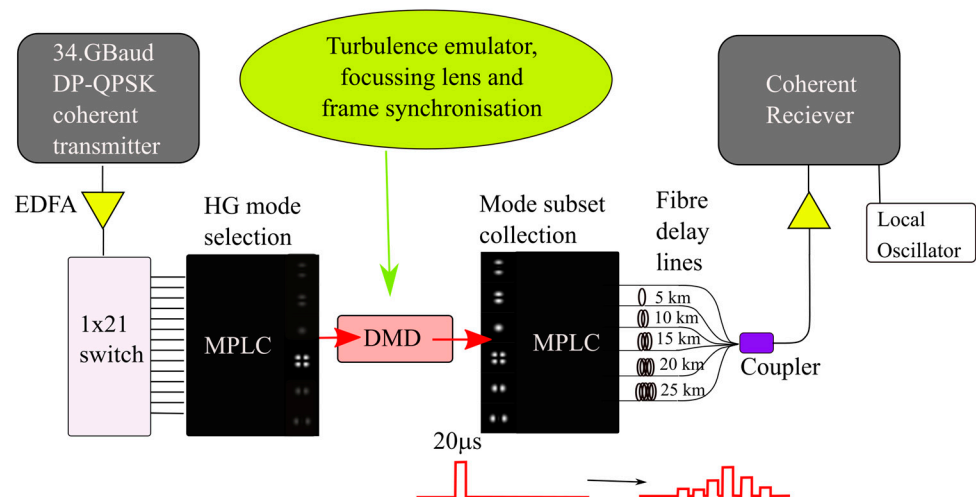 34.GBaud
DP-QPSK
coherent
transmitter
Turbulence emulator,
focussing lens and
frame synchronisation
Coherent
Reciever
EDFA
HG mode
selection
Mode subset
collection
Fibre
delay
lines
Local
Oscillator
1x21
switch
MPLC
DMD
MPLC
5 km
10 km
15 km
20 km
25 km
Coupler
20µs